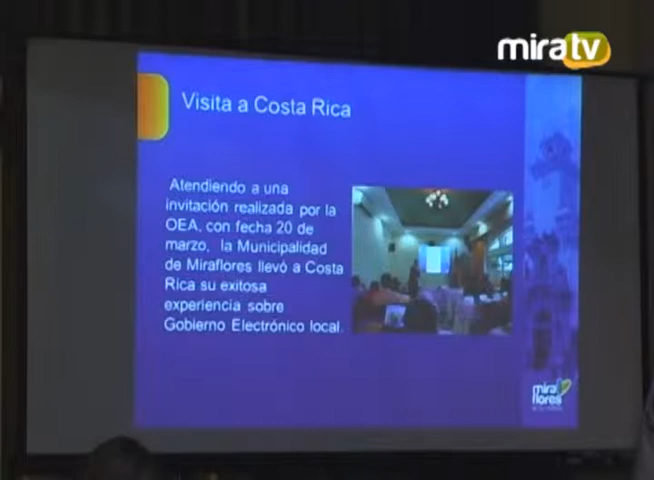 miratv
Visita a Costa Rica
Atendiendo a una
invitación realizada por la
OEA, con fecha 20 de
marzo, la Municipalidad
de Miraflores llevó a Costa
Rica su exitosa
experiencia sobre
Gobierno Electrónico local.
mira
flores